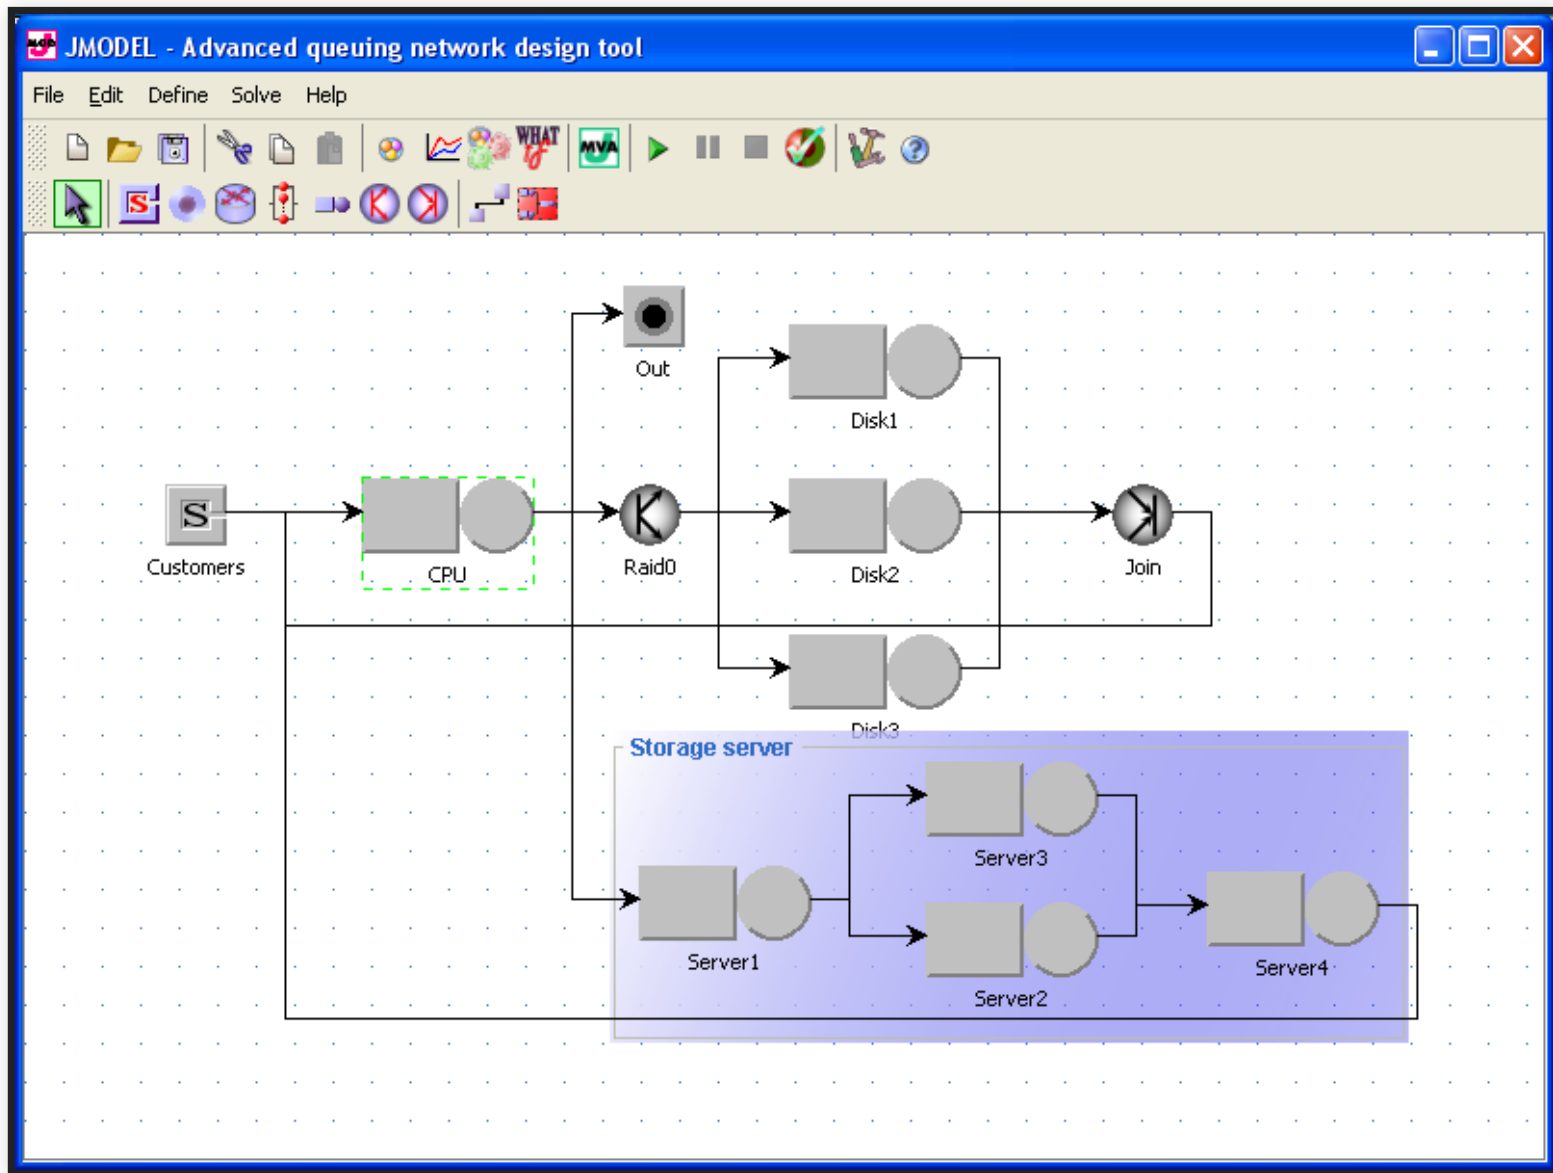 JMODEL - Advanced queuing network design tool
File Edit Define Solve Help
WHAT
if
MVA
S
Out
Disk1
S
Customers
CPU
Raid0
Disk2
Join
Disk3
Storage server
Server3
Server1
Server4
Server2